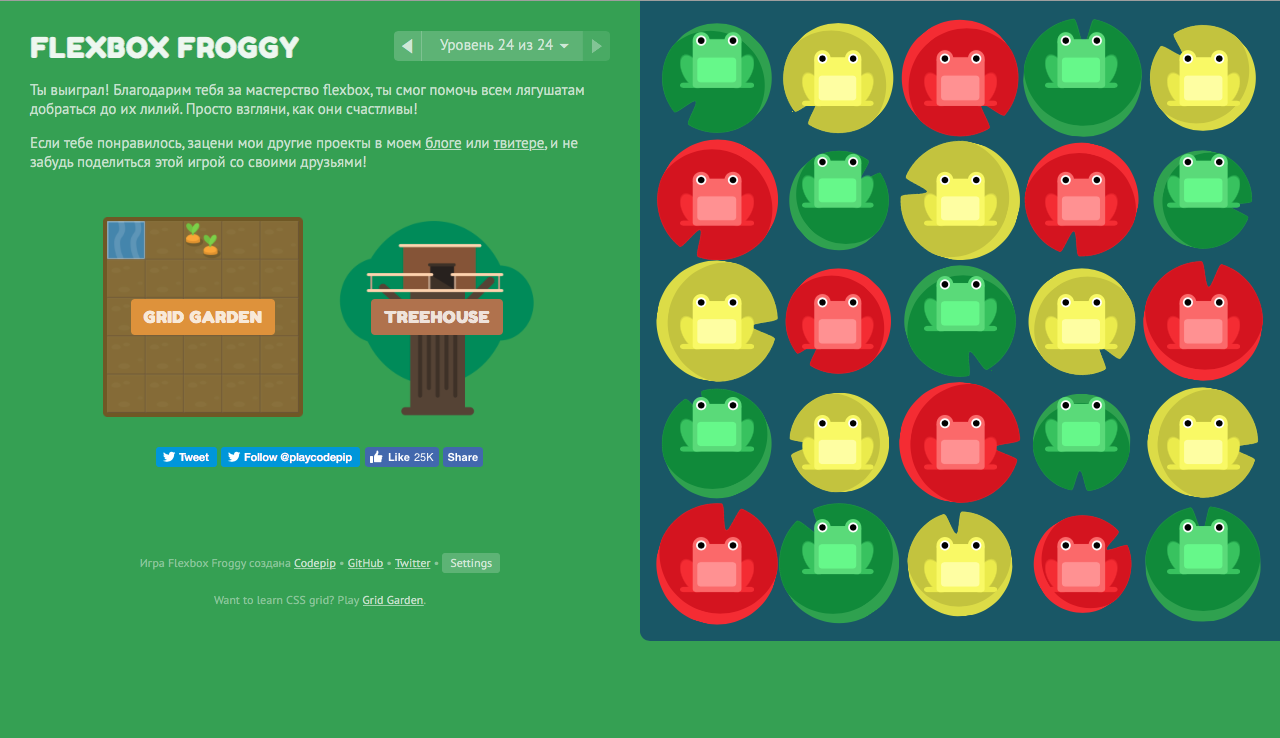 FLEXBOX FROGGY
Уровень 24 из 24
Ты выиграл! Благодарим тебя за мастерство flexbox, ты смог помочь всем лягушатам
добраться до их лилий. Просто взгляни, как они счастливы!
Если тебе понравилось, зацени мои другие проекты в моем блоге или твитере, и не
забудь поделиться этой игрой со своими друзьями!
GRID GARDEN
TREEHOUSE
Tweet
Follow @playcodepip
Like 25K
Share
Игра Flexbox Froggy создана Codepip • GitHub • Twitter • Settings
Want to learn CSS grid? Play Grid Garden.